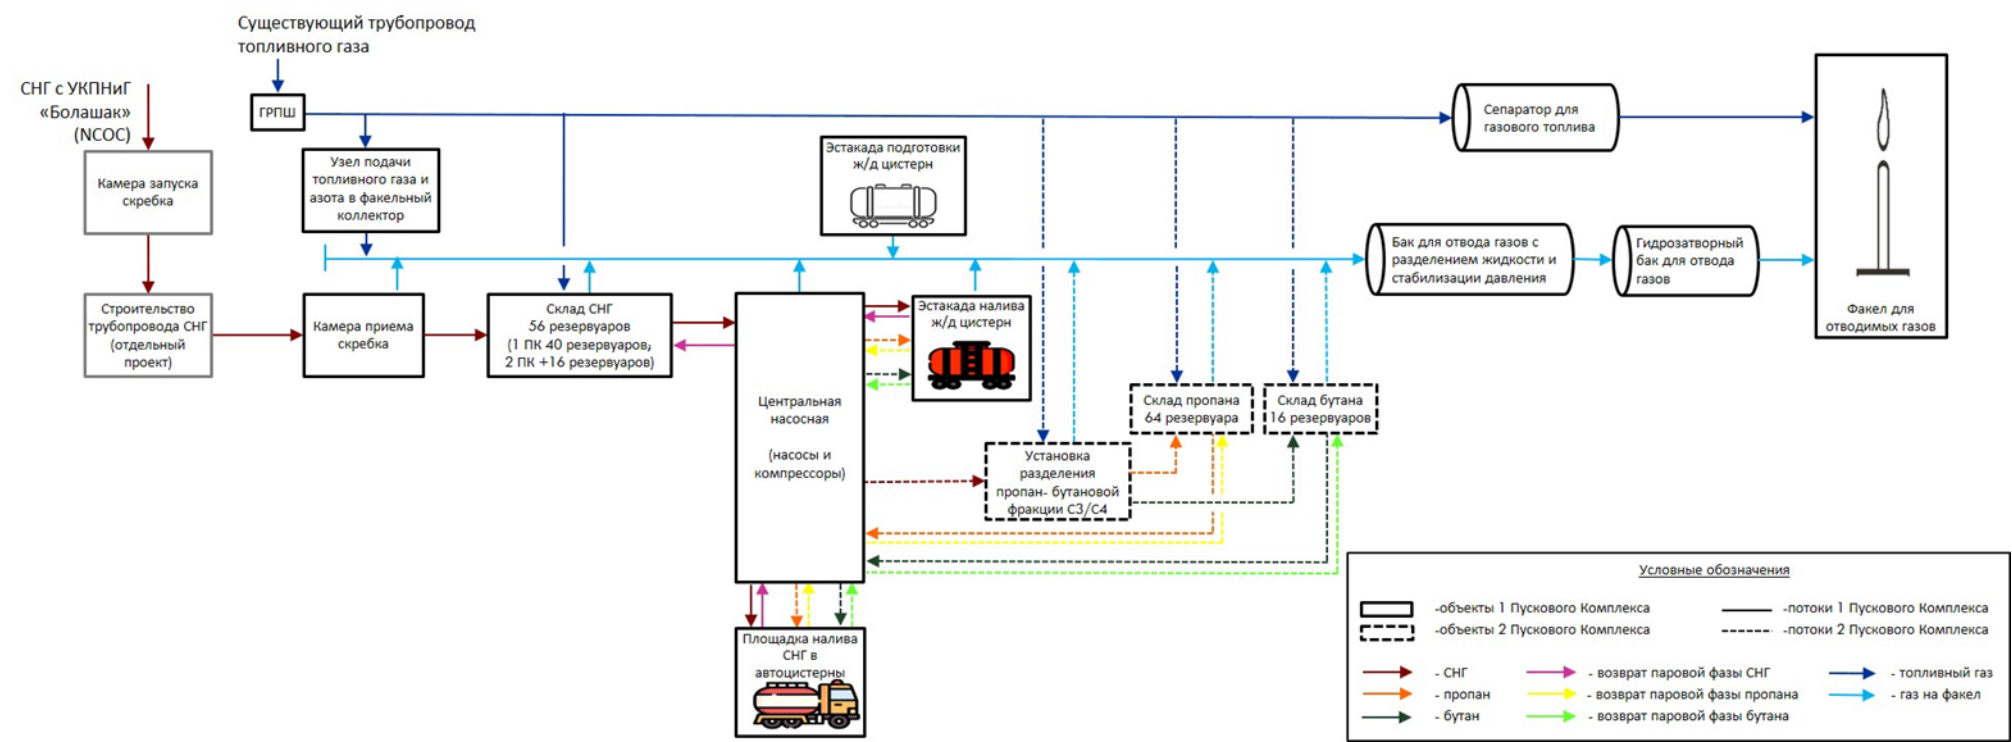 Существующий трубопровод
топливного газа
СНГ с УКПНиГ
«Болашак»
(NCOC)
ГРПШ
Камера запуска
скребка
Узел подачи
топливного газа и
азота в факельный
коллектор
Эстакада подготовки
ж/д цистерн
Сепаратор для
газового топлива
Бак для отвода газов с
разделением жидкости и
стабилизации давления
Гидрозатворный
бак для отвода
газов
Факел для
отводимых газов
Строительство
трубопровода СНГ
(отдельный
проект)
Камера приема
скребка
Склад СНГ
56 резервуаров
(1 ПК 40 резервуаров,
2 ПК +16 резервуаров)
Центральная
насосная
(насосы и
компрессоры)
Эстакада налива
ж/д цистерн
Склад пропана
64 резервуара
Склад бутана
16 резервуаров
Установка
разделения
пропан- бутановой
фракции С3/С4
Площадка налива
СНГ в
автоцистерны
Условные обозначения
-объекты 1 Пускового Комплекса
-потоки 1 Пускового Комплекса
-объекты 2 Пускового Комплекса
-потоки 2 Пускового Комплекса
- СНГ
- возврат паровой фазы СНГ
- топливный газ
- пропан
- возврат паровой фазы пропана
- газ на факел
- бутан
- возврат паровой фазы бутана